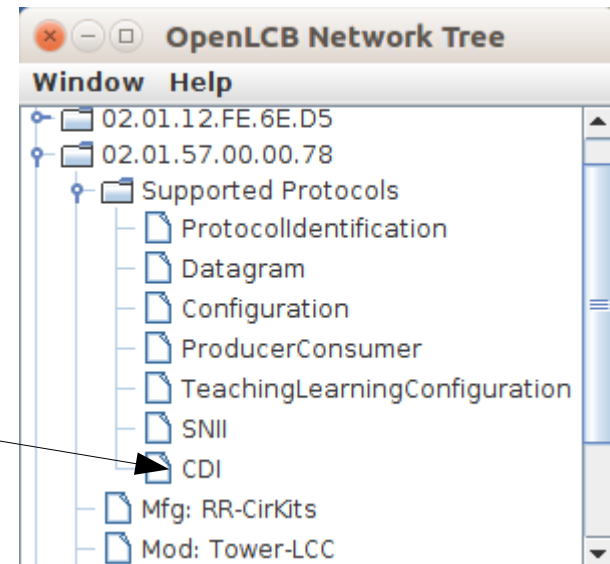 OpenLCB Network Tree
Window Help
02.01.12.FE.6E.D5
02.01.57.00.00.78
Supported Protocols
ProtocolIdentification
Datagram
Configuration
ProducerConsumer
TeachingLearningConfiguration
SNII
CDI
Mfg: RR-CirKits
Mod: Tower-LCC